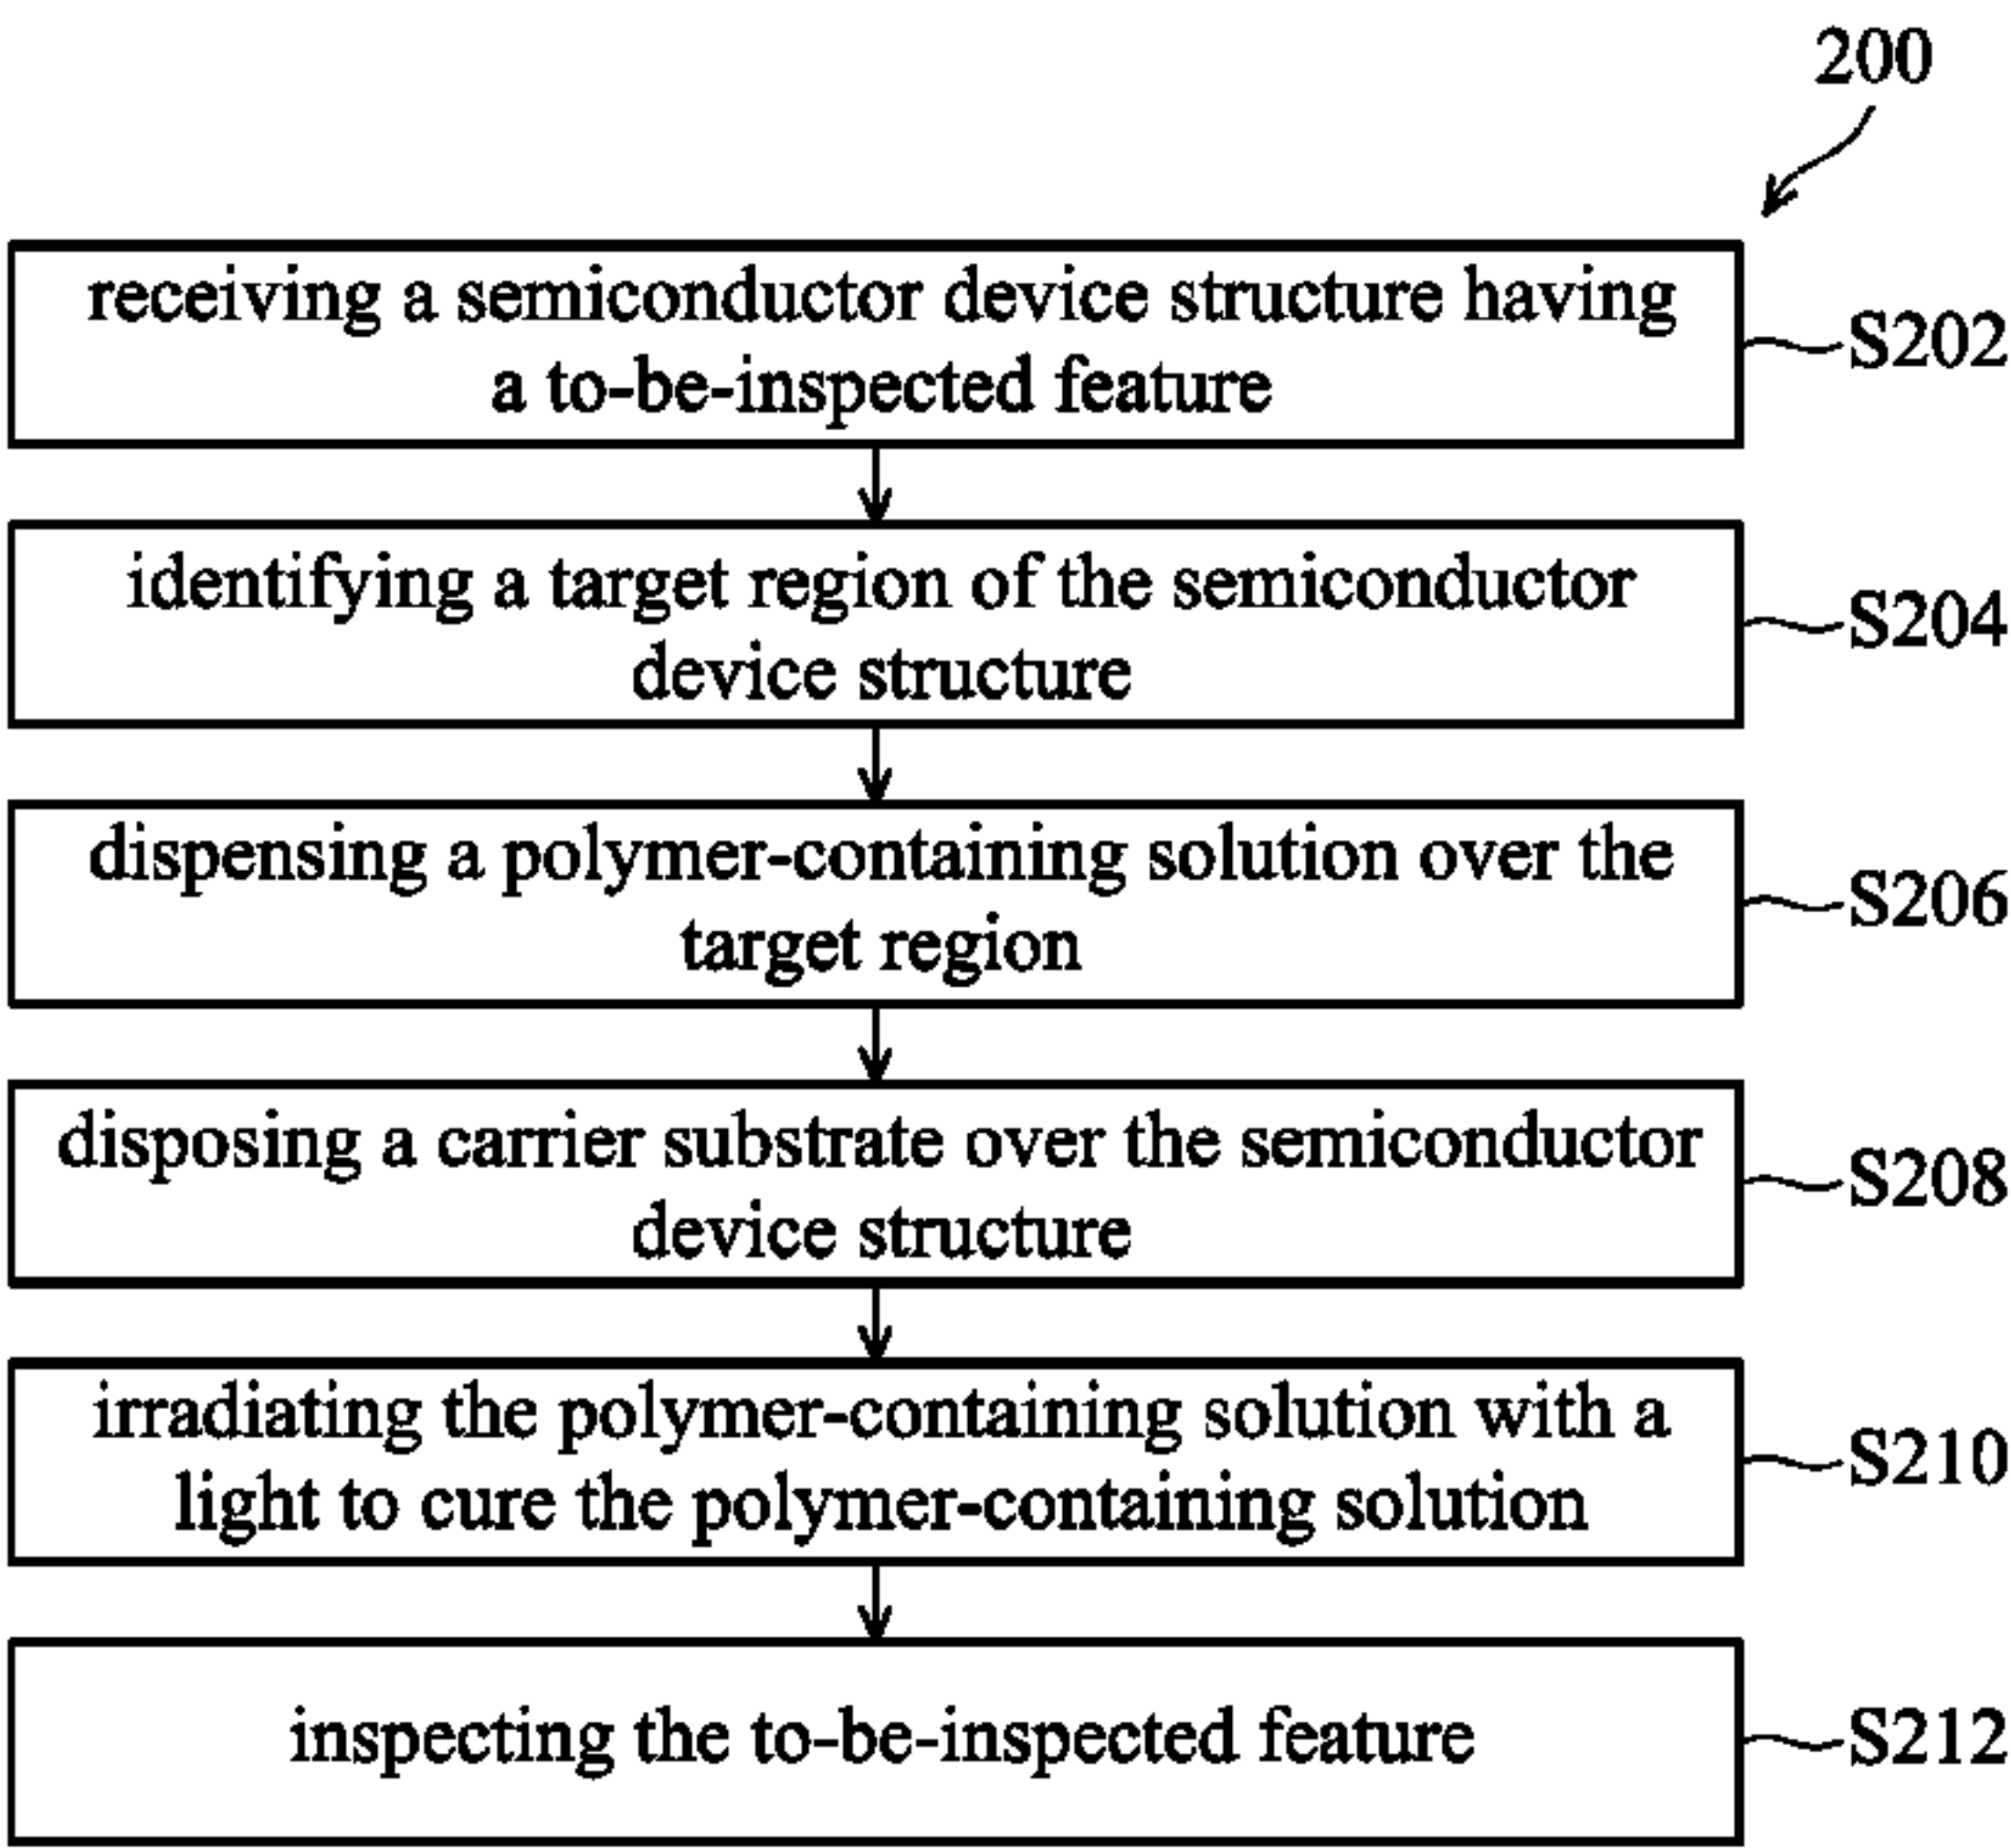 200
receiving a semiconductor device structure having
a to-be-inspected feature
S202
identifying a target region of the semiconductor
device structure
S204
dispensing a polymer-containing solution over the
target region
S206
disposing a carrier substrate over the semiconductor
device structure
S208
irradiating the polymer-containing solution with a
light to cure the polymer-containing solution
S210
inspecting the to-be-inspected feature
S212